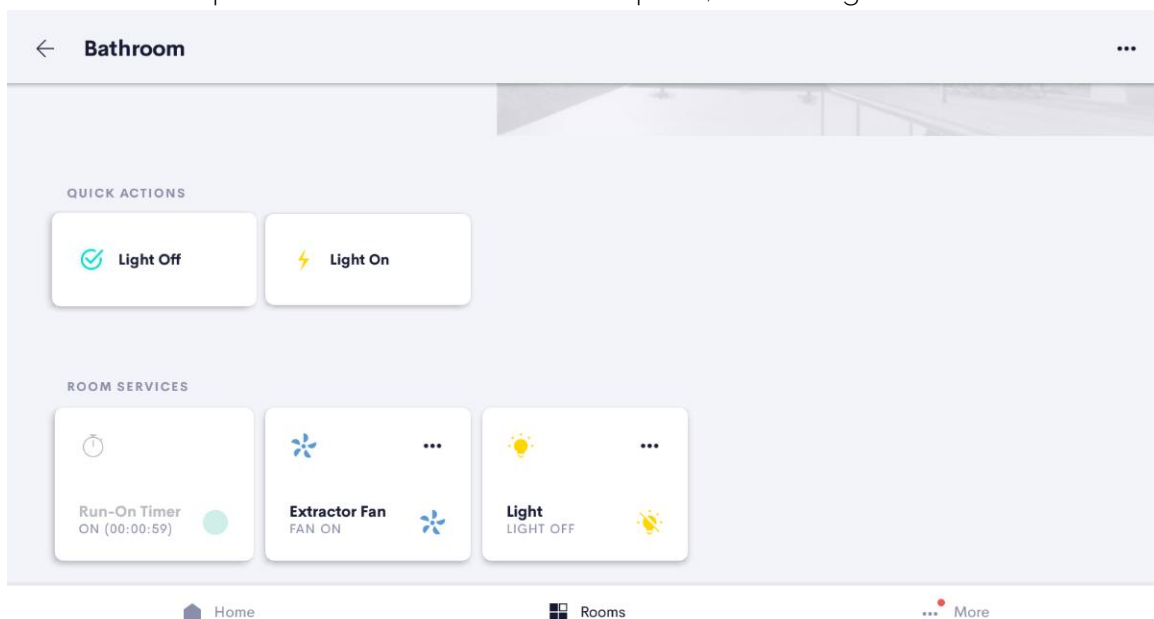 Bathroom
QUICK ACTIONS
Light Off
Light On
ROOM SERVICES
Run-On Timer
ON (00:00:59)
Extractor Fan
FAN ON
Light
LIGHT OFF
Home
Rooms
More